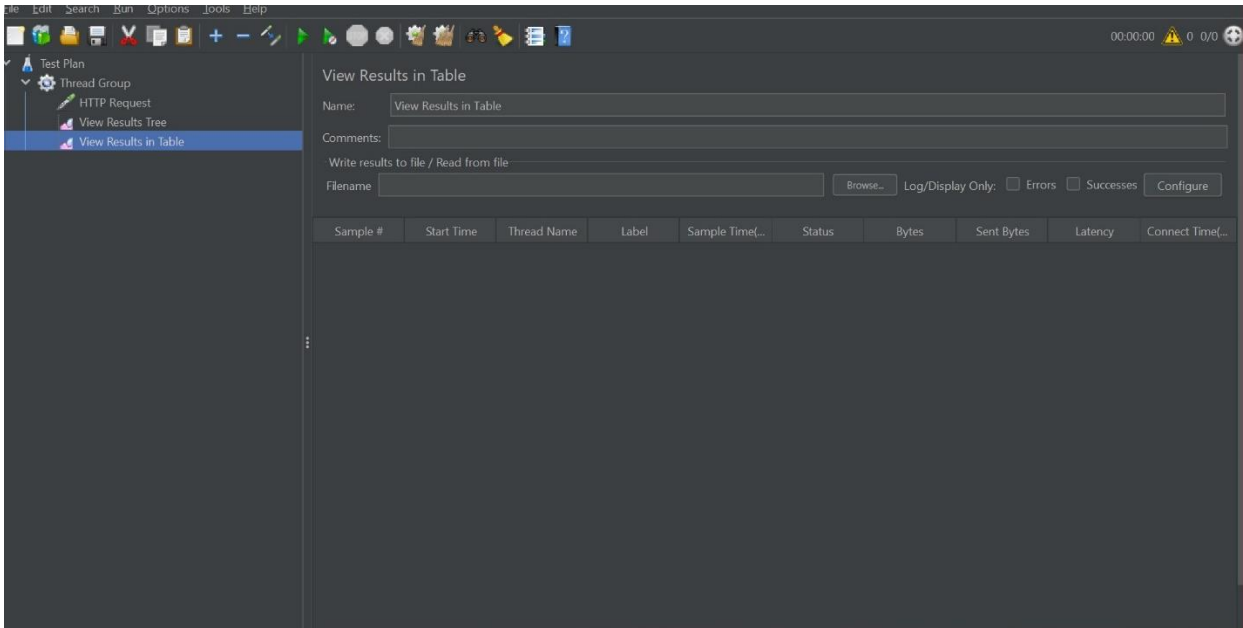 File Edit Search Run Options Tools Help
00:00:00 0 0/0
Test Plan
Thread Group
HTTP Request
View Results Tree
View Results in Table
View Results in Table
Name: View Results in Table
Comments:
Write results to file / Read from file
Filename Browse... Log/Display Only: Errors Successes Configure
Sample # Start Time Thread Name Label Sample Time(... Status Bytes Sent Bytes Latency Connect Time(...